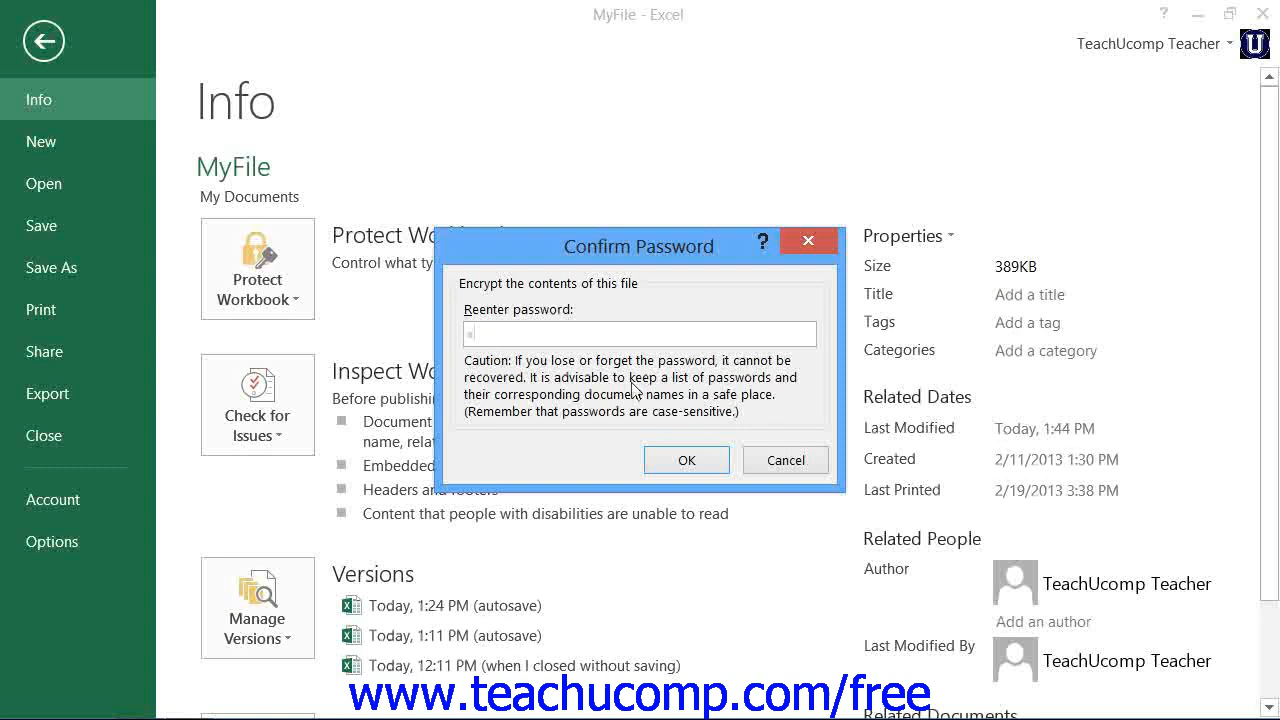 MyFile - Excel
?
TeachUcomp Teacher
U
Info
New
Open
Save
Save As
Print
Share
Export
Close
Account
Options
Info
MyFile
My Documents
Protect
Workbook
Protect Wo
Control what ty
Check for
Issues
Inspect Wo
Before publishin
Document
name, rela
Embedded
Headers and footers
Content that people with disabilities are unable to read
Manage
Versions
Versions
Today, 1:24 PM (autosave)
Today, 1:11 PM (autosave)
Today, 12:11 PM (when I closed without saving)
Confirm Password
?
Encrypt the contents of this file
Reenter password:
Caution: If you lose or forget the password, it cannot be
recovered. It is advisable to keep a list of passwords and
their corresponding document names in a safe place.
(Remember that passwords are case-sensitive.)
OK
Cancel
Properties
Size 389KB
Title Add a title
Tags Add a tag
Categories Add a category
Related Dates
Last Modified Today, 1:44 PM
Created 2/11/2013 1:30 PM
Last Printed 2/19/2013 3:38 PM
Related People
Author TeachUcomp Teacher
Add an author
Last Modified By TeachUcomp Teacher
Related Documents
www.teachucomp.com/free